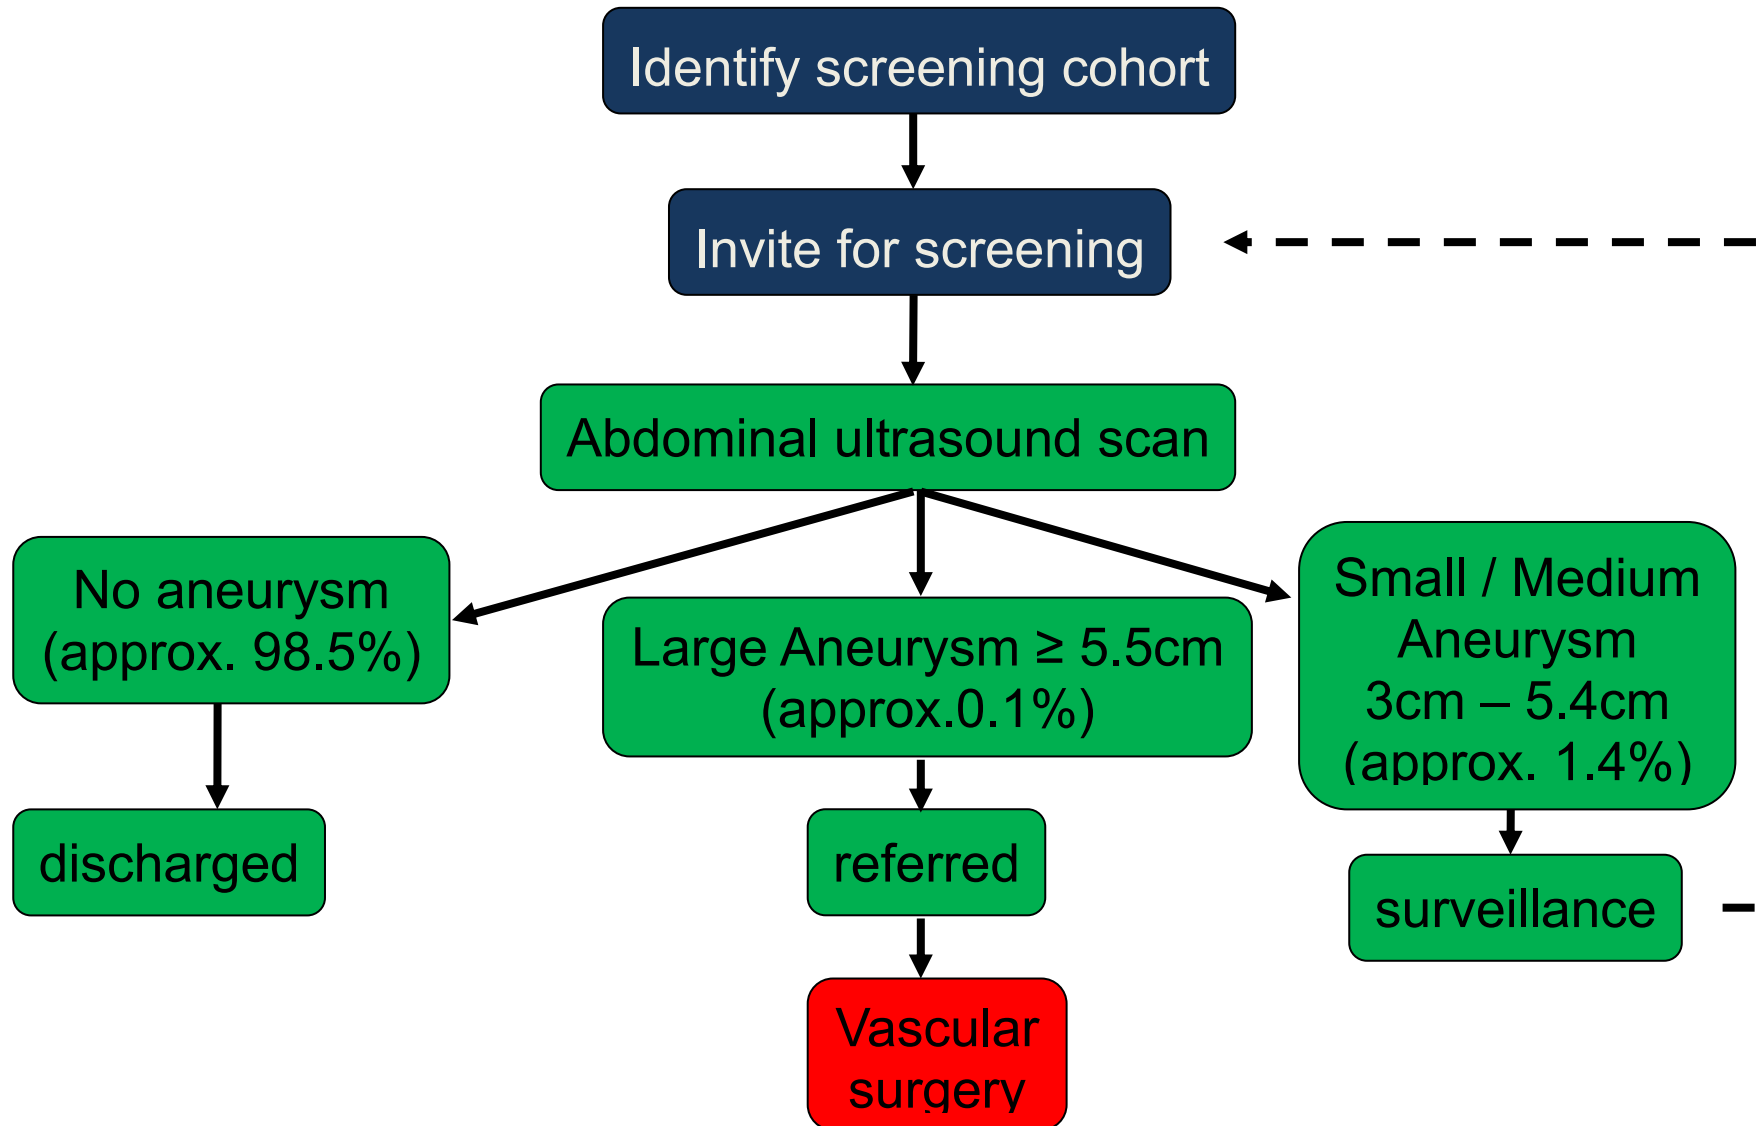 Identify screening cohort
Invite for screening
Abdominal ultrasound scan
No aneurysm
(approx. 98.5%)
Large Aneurysm ≥ 5.5cm
(approx.0.1%)
Small / Medium
Aneurysm
3cm – 5.4cm
(approx. 1.4%)
discharged
referred
surveillance
Vascular
surgery